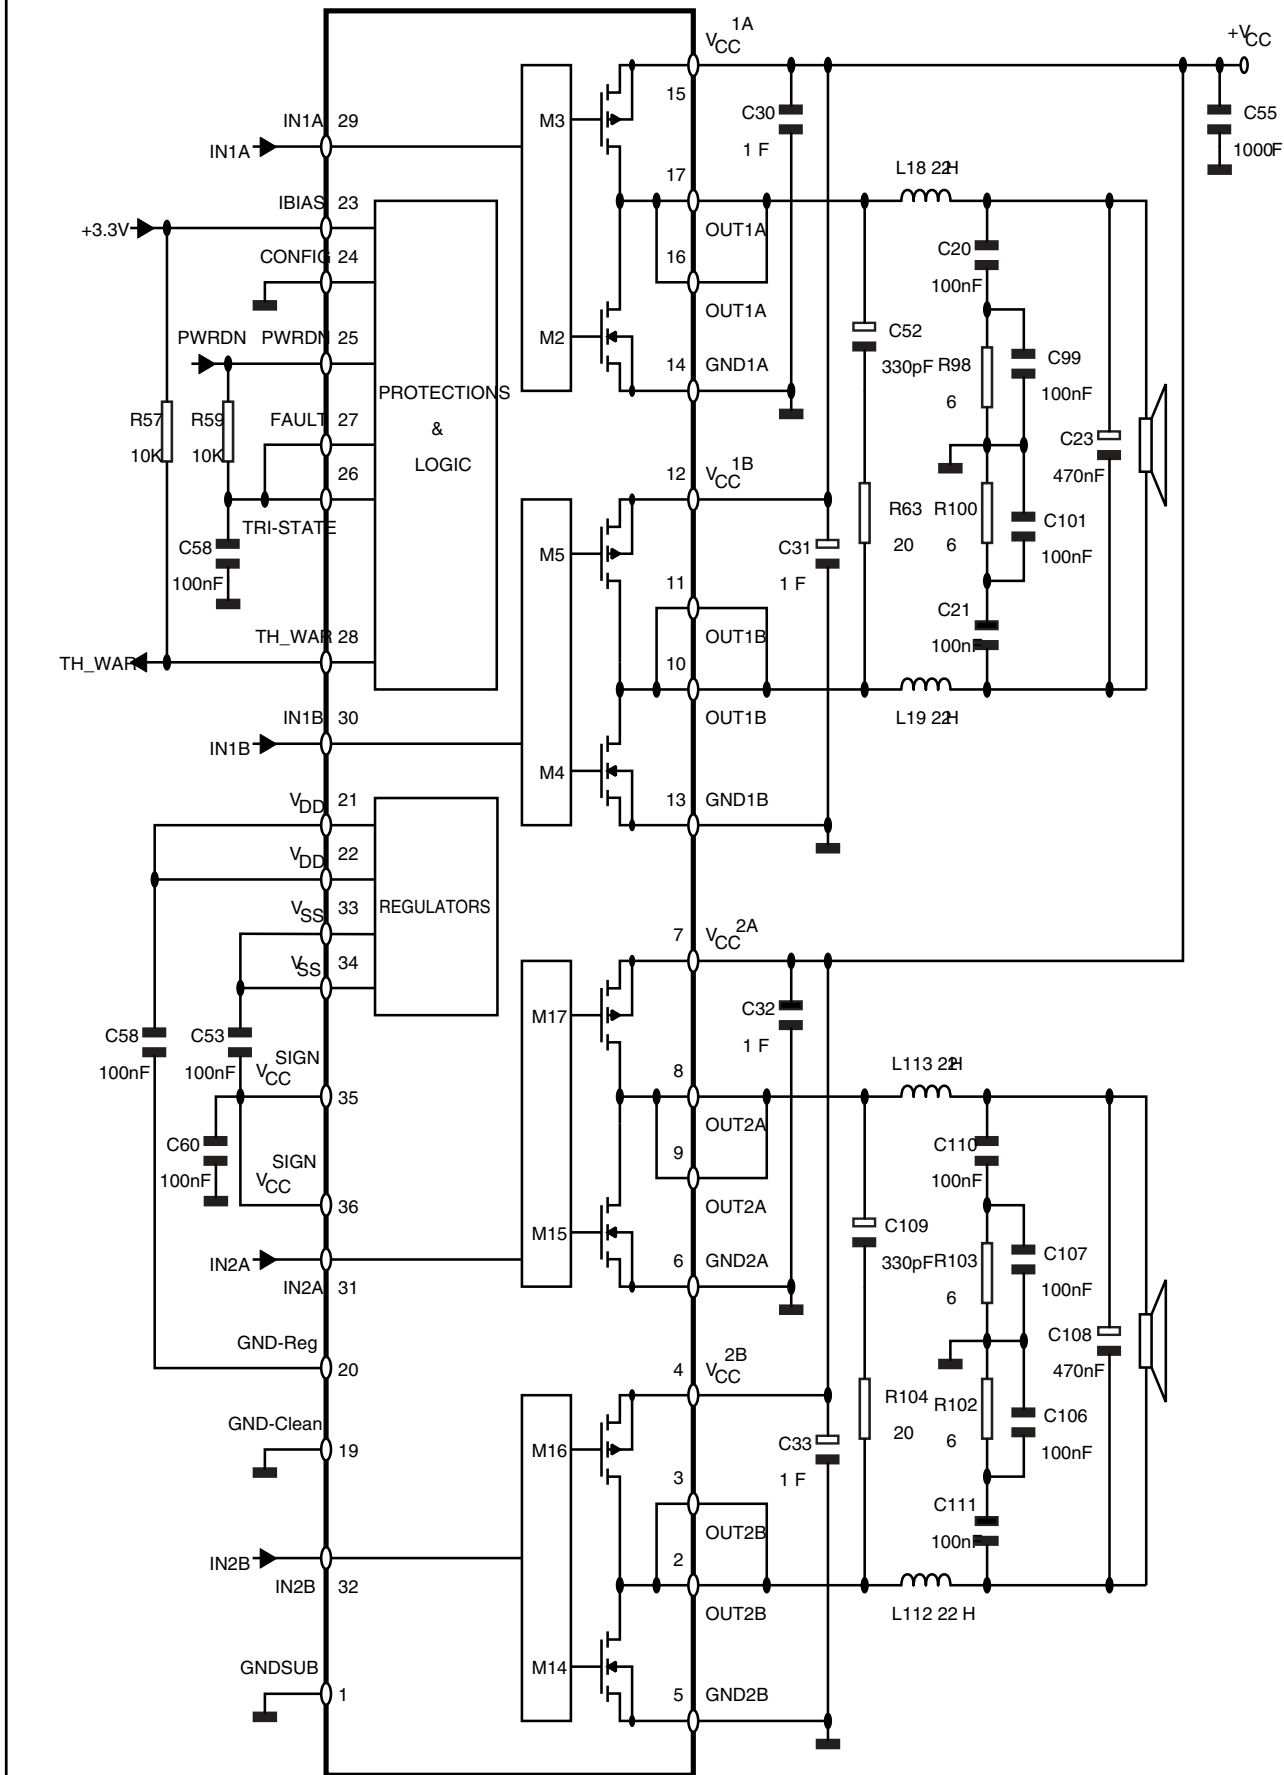 VCC 1A
+VCC
15
M3
C30
1 F
C55
1000F
IN1A 29
IN1A
17
L18 22H
IBIAS 23
+3.3V
OUT1A
CONFIG 24
16
C20
100nF
OUT1A
PWRDN PWRDN 25
M2
14 GND1A
C52
330pF
R98
6
C99
100nF
PROTECTIONS
&
LOGIC
R57
10K
R59
10K
FAULT 27
C23
470nF
26
12 VCC 1B
TRI-STATE
C58
100nF
M5
C31
1 F
R63
20
R100
6
C101
100nF
11
C21
100nF
OUT1B
TH_WAR 28
TH_WAR
10
IN1B 30
IN1B
OUT1B
L19 22H
M4
13 GND1B
VDD 21
VDD 22
VSS 33
REGULATORS
VSS 34
7 VCC 2A
M17
C32
1 F
C58
100nF
C53
100nF
VCC SIGN
35
8
L113 22H
OUT2A
C60
100nF
VCC SIGN
36
9
C110
100nF
OUT2A
M15
6 GND2A
C109
330pF
R103
6
C107
100nF
IN2A
IN2A 31
GND-Reg
20
C108
470nF
4 VCC 2B
GND-Clean
19
M16
C33
1 F
R104
20
R102
6
C106
100nF
3
C111
100nF
OUT2B
IN2B
IN2B 32
2
OUT2B
L112 22 H
GNDSUB
1
M14
5 GND2B